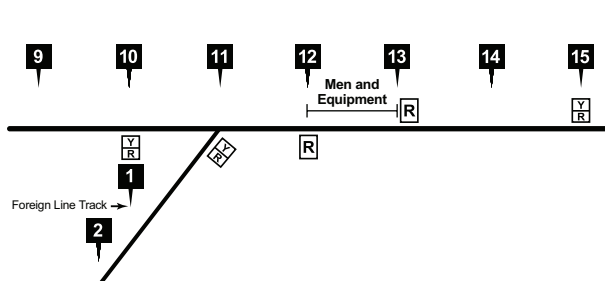 9 10 11 12 13 14 15
Men and
Equipment
R
Y
R
Y
R
Y
R
R
1
Foreign Line Track
2